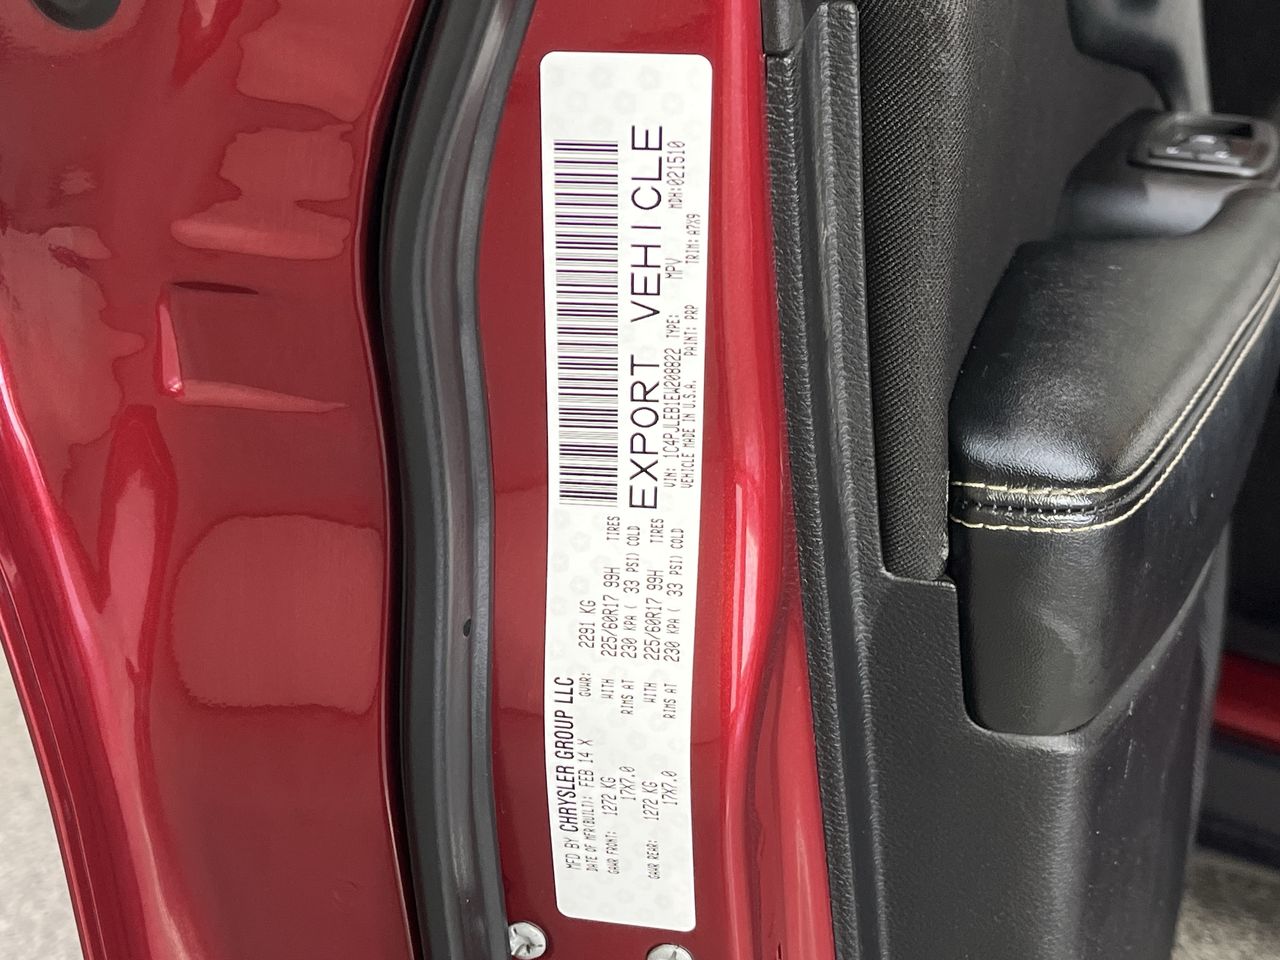 MFD BY CHRYSLER GROUP LLC
DATE OF MFR(BUILT): FEB 14 X GVWR: 2291 KG
GAWR FRONT: 1272 KG WITH 225/60R17 99H TIRES
17X7.0 RIMS AT 230 KPA ( 33 PSI) COLD
GAWR REAR: 1272 KG WITH 225/60R17 99H TIRES
17X7.0 RIMS AT 230 KPA ( 33 PSI) COLD
EXPORT VEHICLE
VIN: 1C4PJLEB1EW208822 TYPE: MPV MDH:021510
VEHICLE MADE IN U.S.A. PAINT: PRP TRIM: A7X9